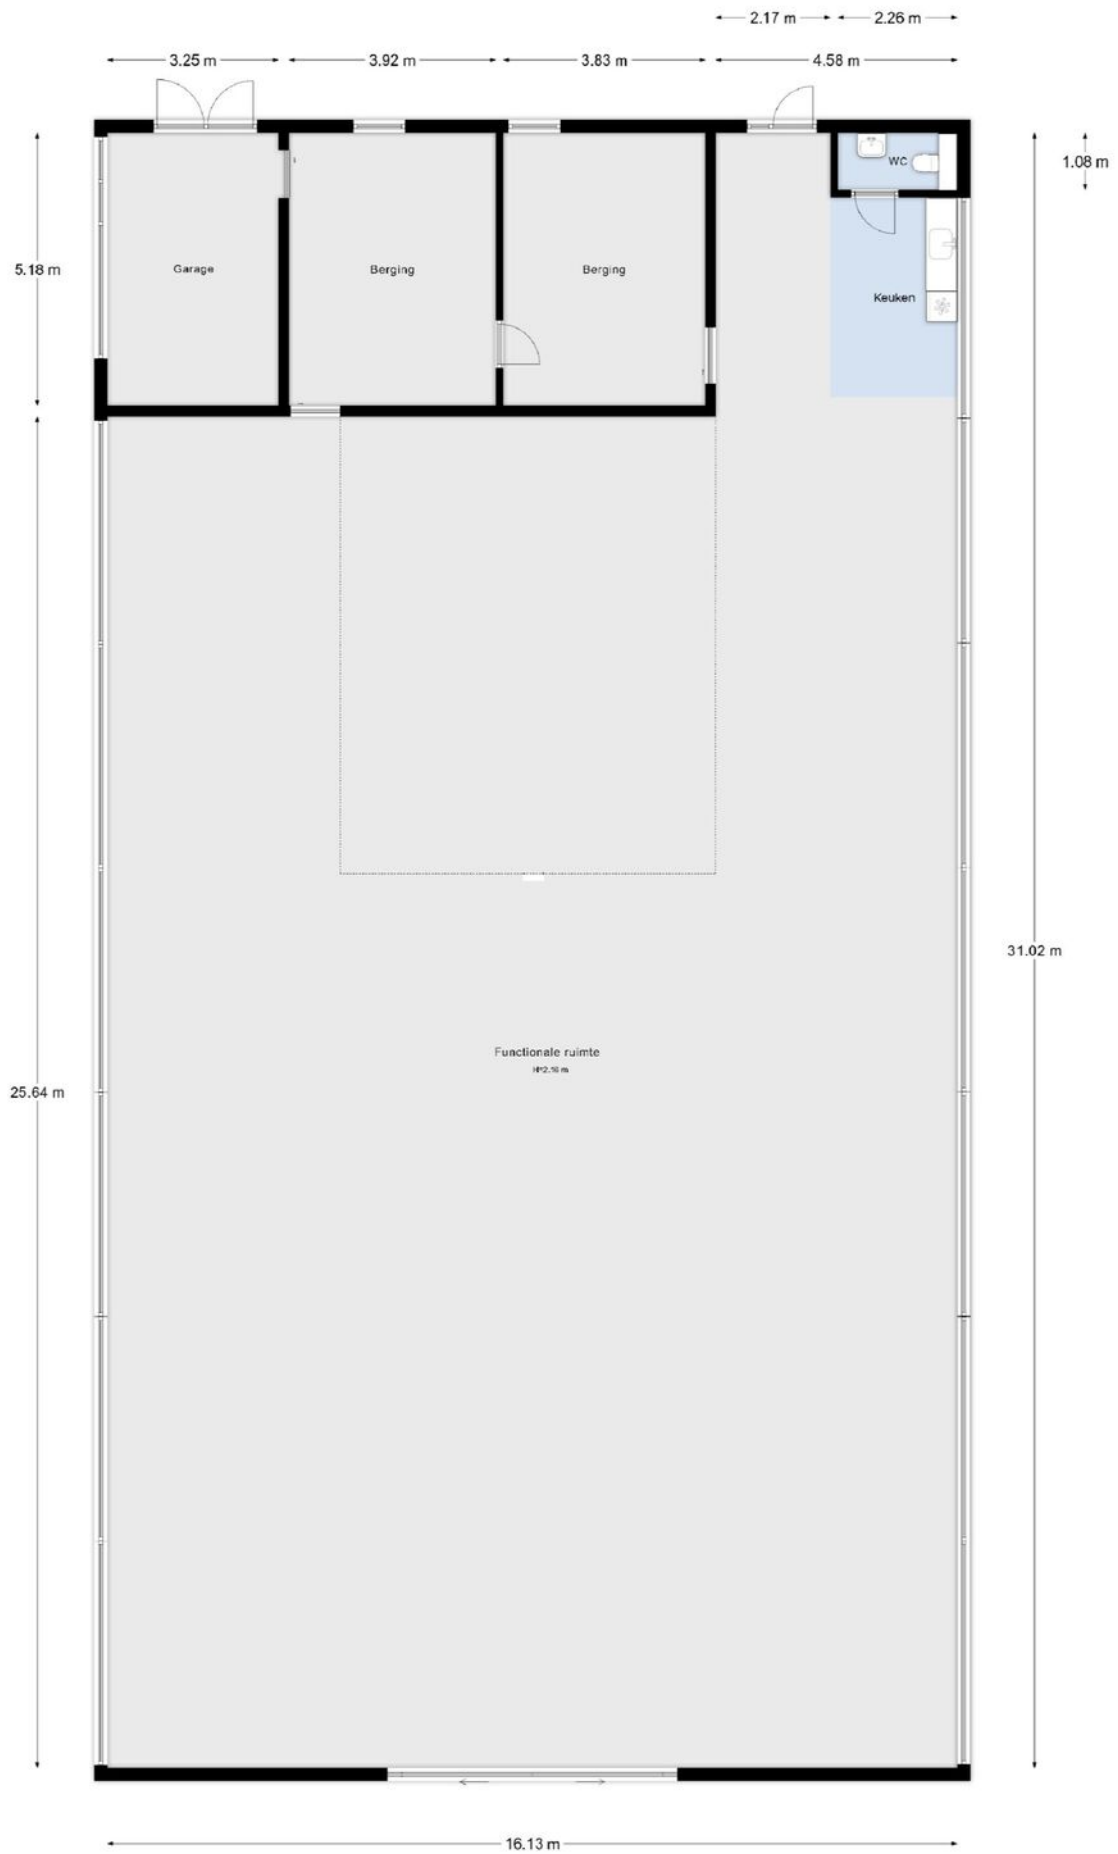 2.17 m
2.26 m
3.25 m
3.92 m
3.83 m
4.58 m
1.08 m
WC
5.18 m
Garage
Berging
Berging
Keuken
31.02 m
Functionale ruimte
25.64 m
16.13 m